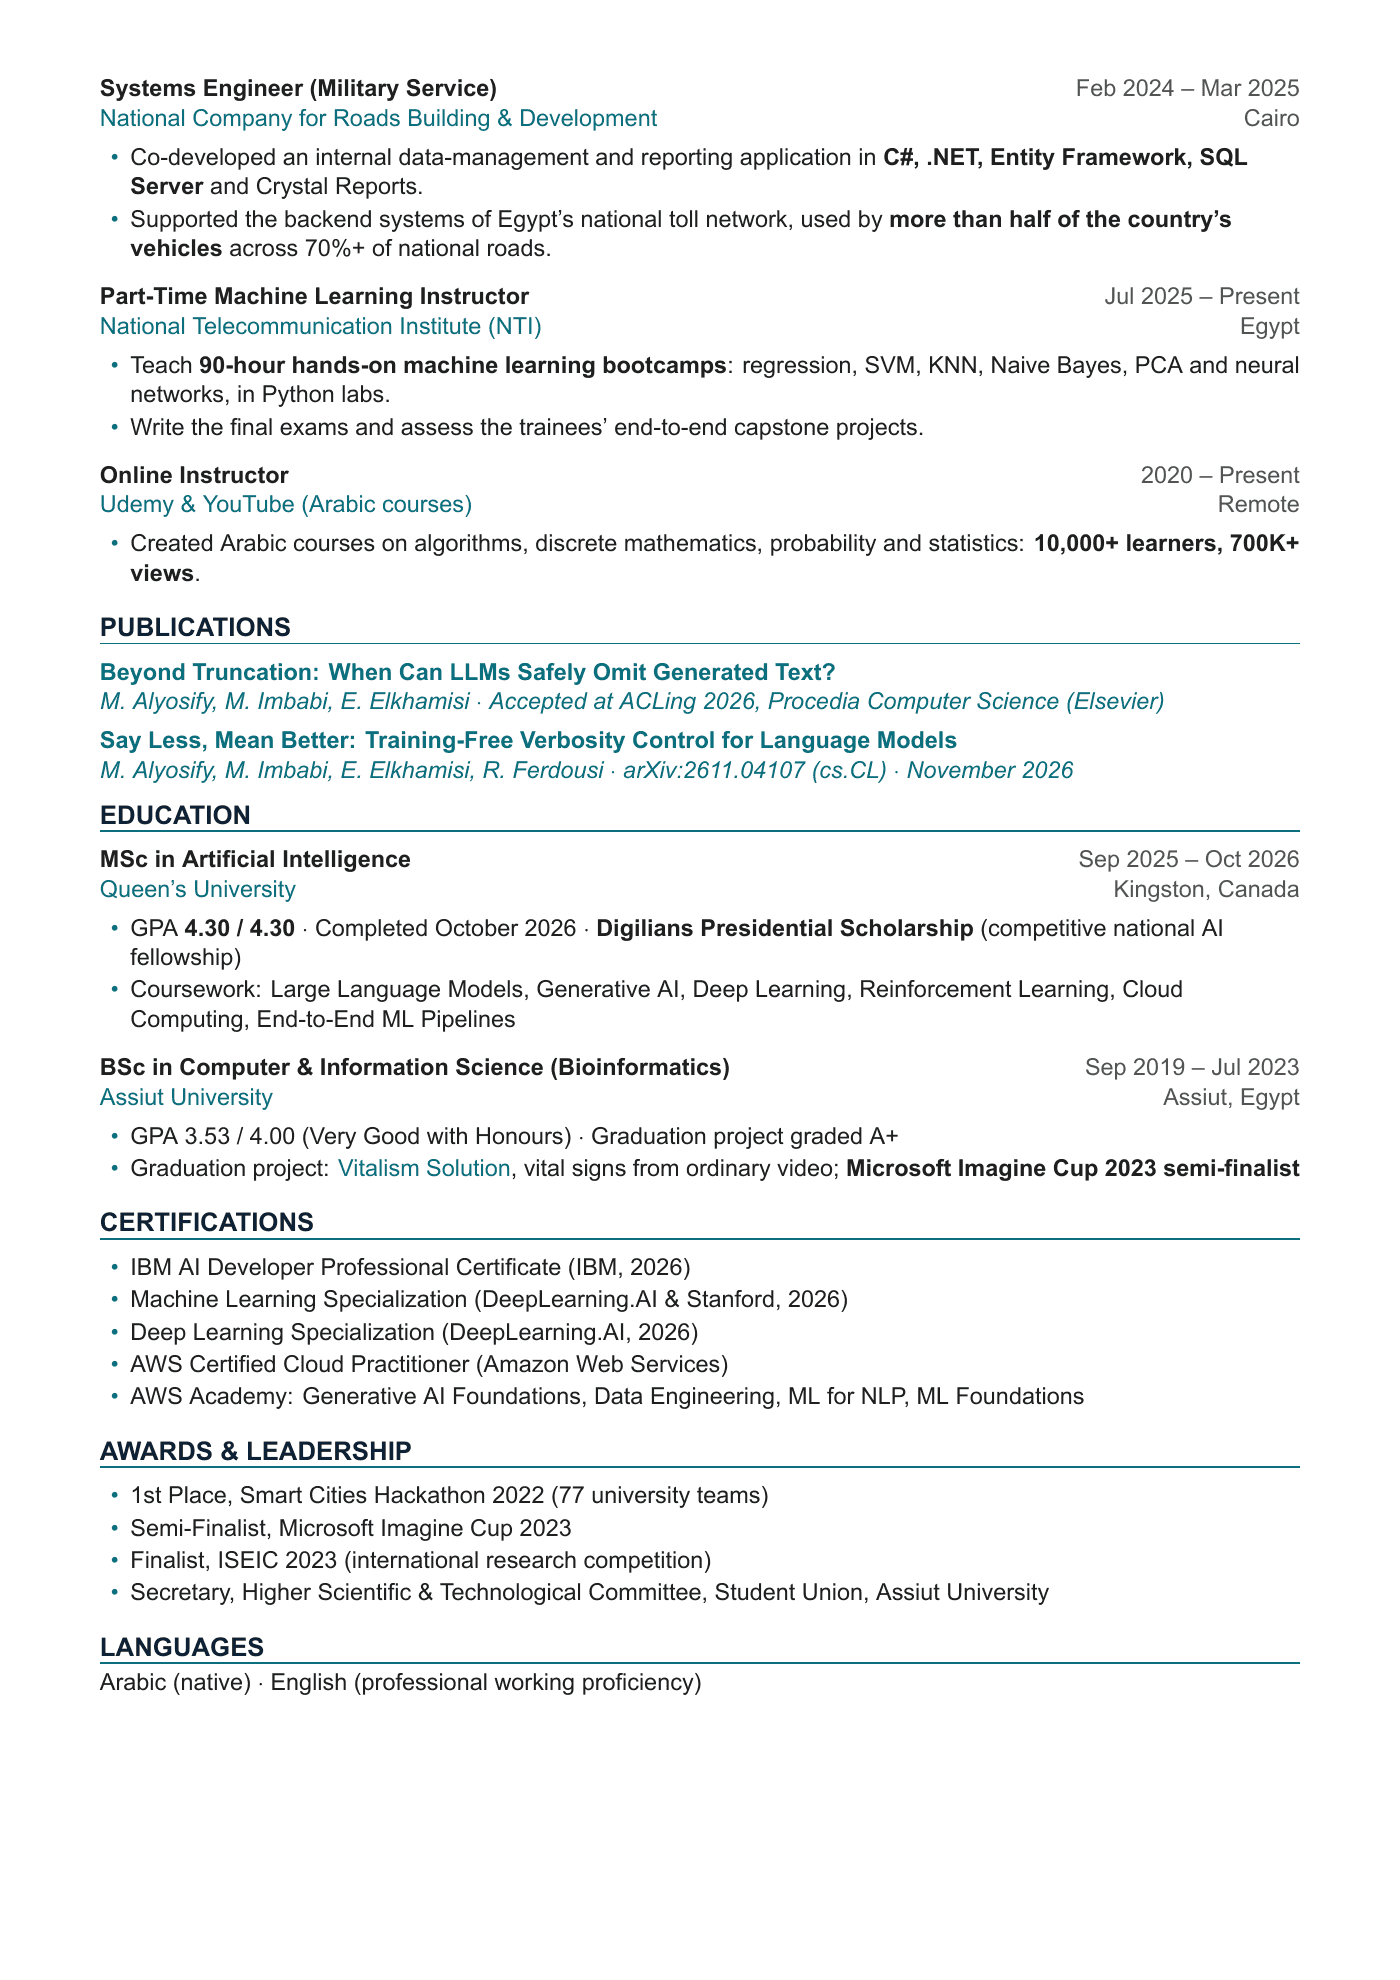 Systems Engineer (Military Service) Feb 2024 – Mar 2025
National Company for Roads Building & Development Cairo
• Co-developed an internal data-management and reporting application in C#, .NET, Entity Framework, SQL
Server and Crystal Reports.
• Supported the backend systems of Egypt’s national toll network, used by more than half of the country’s
vehicles across 70%+ of national roads.
Part-Time Machine Learning Instructor Jul 2025 – Present
National Telecommunication Institute (NTI) Egypt
• Teach 90-hour hands-on machine learning bootcamps: regression, SVM, KNN, Naive Bayes, PCA and neural
networks, in Python labs.
• Write the final exams and assess the trainees’ end-to-end capstone projects.
Online Instructor 2020 – Present
Udemy & YouTube (Arabic courses) Remote
• Created Arabic courses on algorithms, discrete mathematics, probability and statistics: 10,000+ learners, 700K+
views.
PUBLICATIONS
Beyond Truncation: When Can LLMs Safely Omit Generated Text?
M. Alyosify, M. Imbabi, E. Elkhamisi · Accepted at ACLing 2026, Procedia Computer Science (Elsevier)
Say Less, Mean Better: Training-Free Verbosity Control for Language Models
M. Alyosify, M. Imbabi, E. Elkhamisi, R. Ferdousi · arXiv:2611.04107 (cs.CL) · November 2026
EDUCATION
MSc in Artificial Intelligence Sep 2025 – Oct 2026
Queen’s University Kingston, Canada
• GPA 4.30 / 4.30 · Completed October 2026 · Digilians Presidential Scholarship (competitive national AI
fellowship)
• Coursework: Large Language Models, Generative AI, Deep Learning, Reinforcement Learning, Cloud
Computing, End-to-End ML Pipelines
BSc in Computer & Information Science (Bioinformatics) Sep 2019 – Jul 2023
Assiut University Assiut, Egypt
• GPA 3.53 / 4.00 (Very Good with Honours) · Graduation project graded A+
• Graduation project: Vitalism Solution, vital signs from ordinary video; Microsoft Imagine Cup 2023 semi-finalist
CERTIFICATIONS
• IBM AI Developer Professional Certificate (IBM, 2026)
• Machine Learning Specialization (DeepLearning.AI & Stanford, 2026)
• Deep Learning Specialization (DeepLearning.AI, 2026)
• AWS Certified Cloud Practitioner (Amazon Web Services)
• AWS Academy: Generative AI Foundations, Data Engineering, ML for NLP, ML Foundations
AWARDS & LEADERSHIP
• 1st Place, Smart Cities Hackathon 2022 (77 university teams)
• Semi-Finalist, Microsoft Imagine Cup 2023
• Finalist, ISEIC 2023 (international research competition)
• Secretary, Higher Scientific & Technological Committee, Student Union, Assiut University
LANGUAGES
Arabic (native) · English (professional working proficiency)